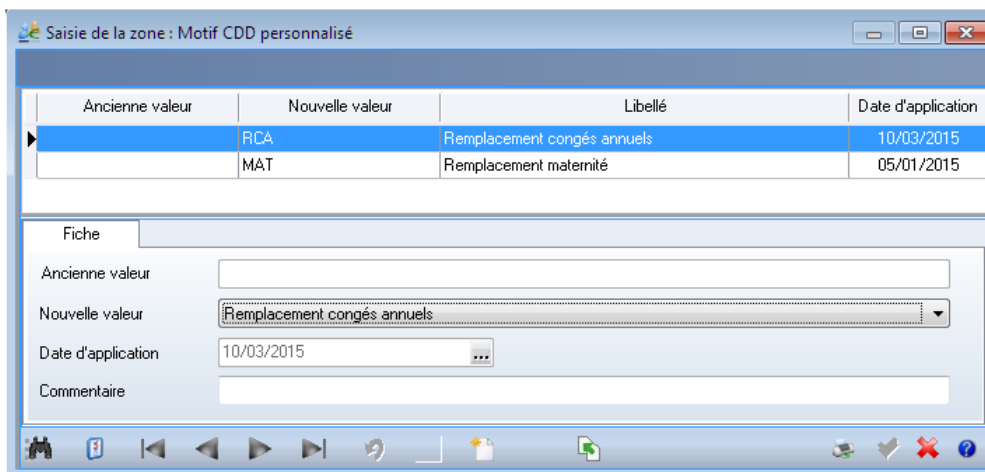 Saisie de la zone : Motif CDD personnalisé
Ancienne valeur Nouvelle valeur Libellé Date d'application
RCA Remplacement congés annuels 10/03/2015
MAT Remplacement maternité 05/01/2015
Fiche
Ancienne valeur
Nouvelle valeur Remplacement congés annuels
Date d'application 10/03/2015 ...
Commentaire